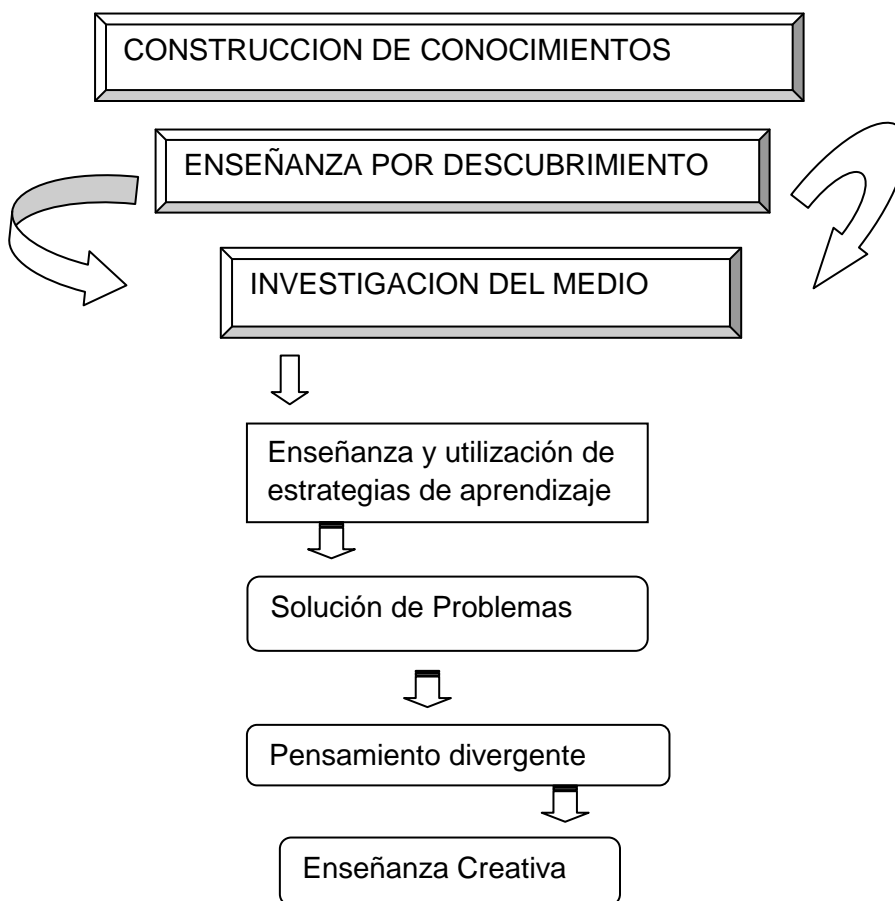 CONSTRUCCION DE CONOCIMIENTOS
ENSEÑANZA POR DESCUBRIMIENTO
INVESTIGACION DEL MEDIO
Enseñanza y utilización de
estrategias de aprendizaje
Solución de Problemas
Pensamiento divergente
Enseñanza Creativa